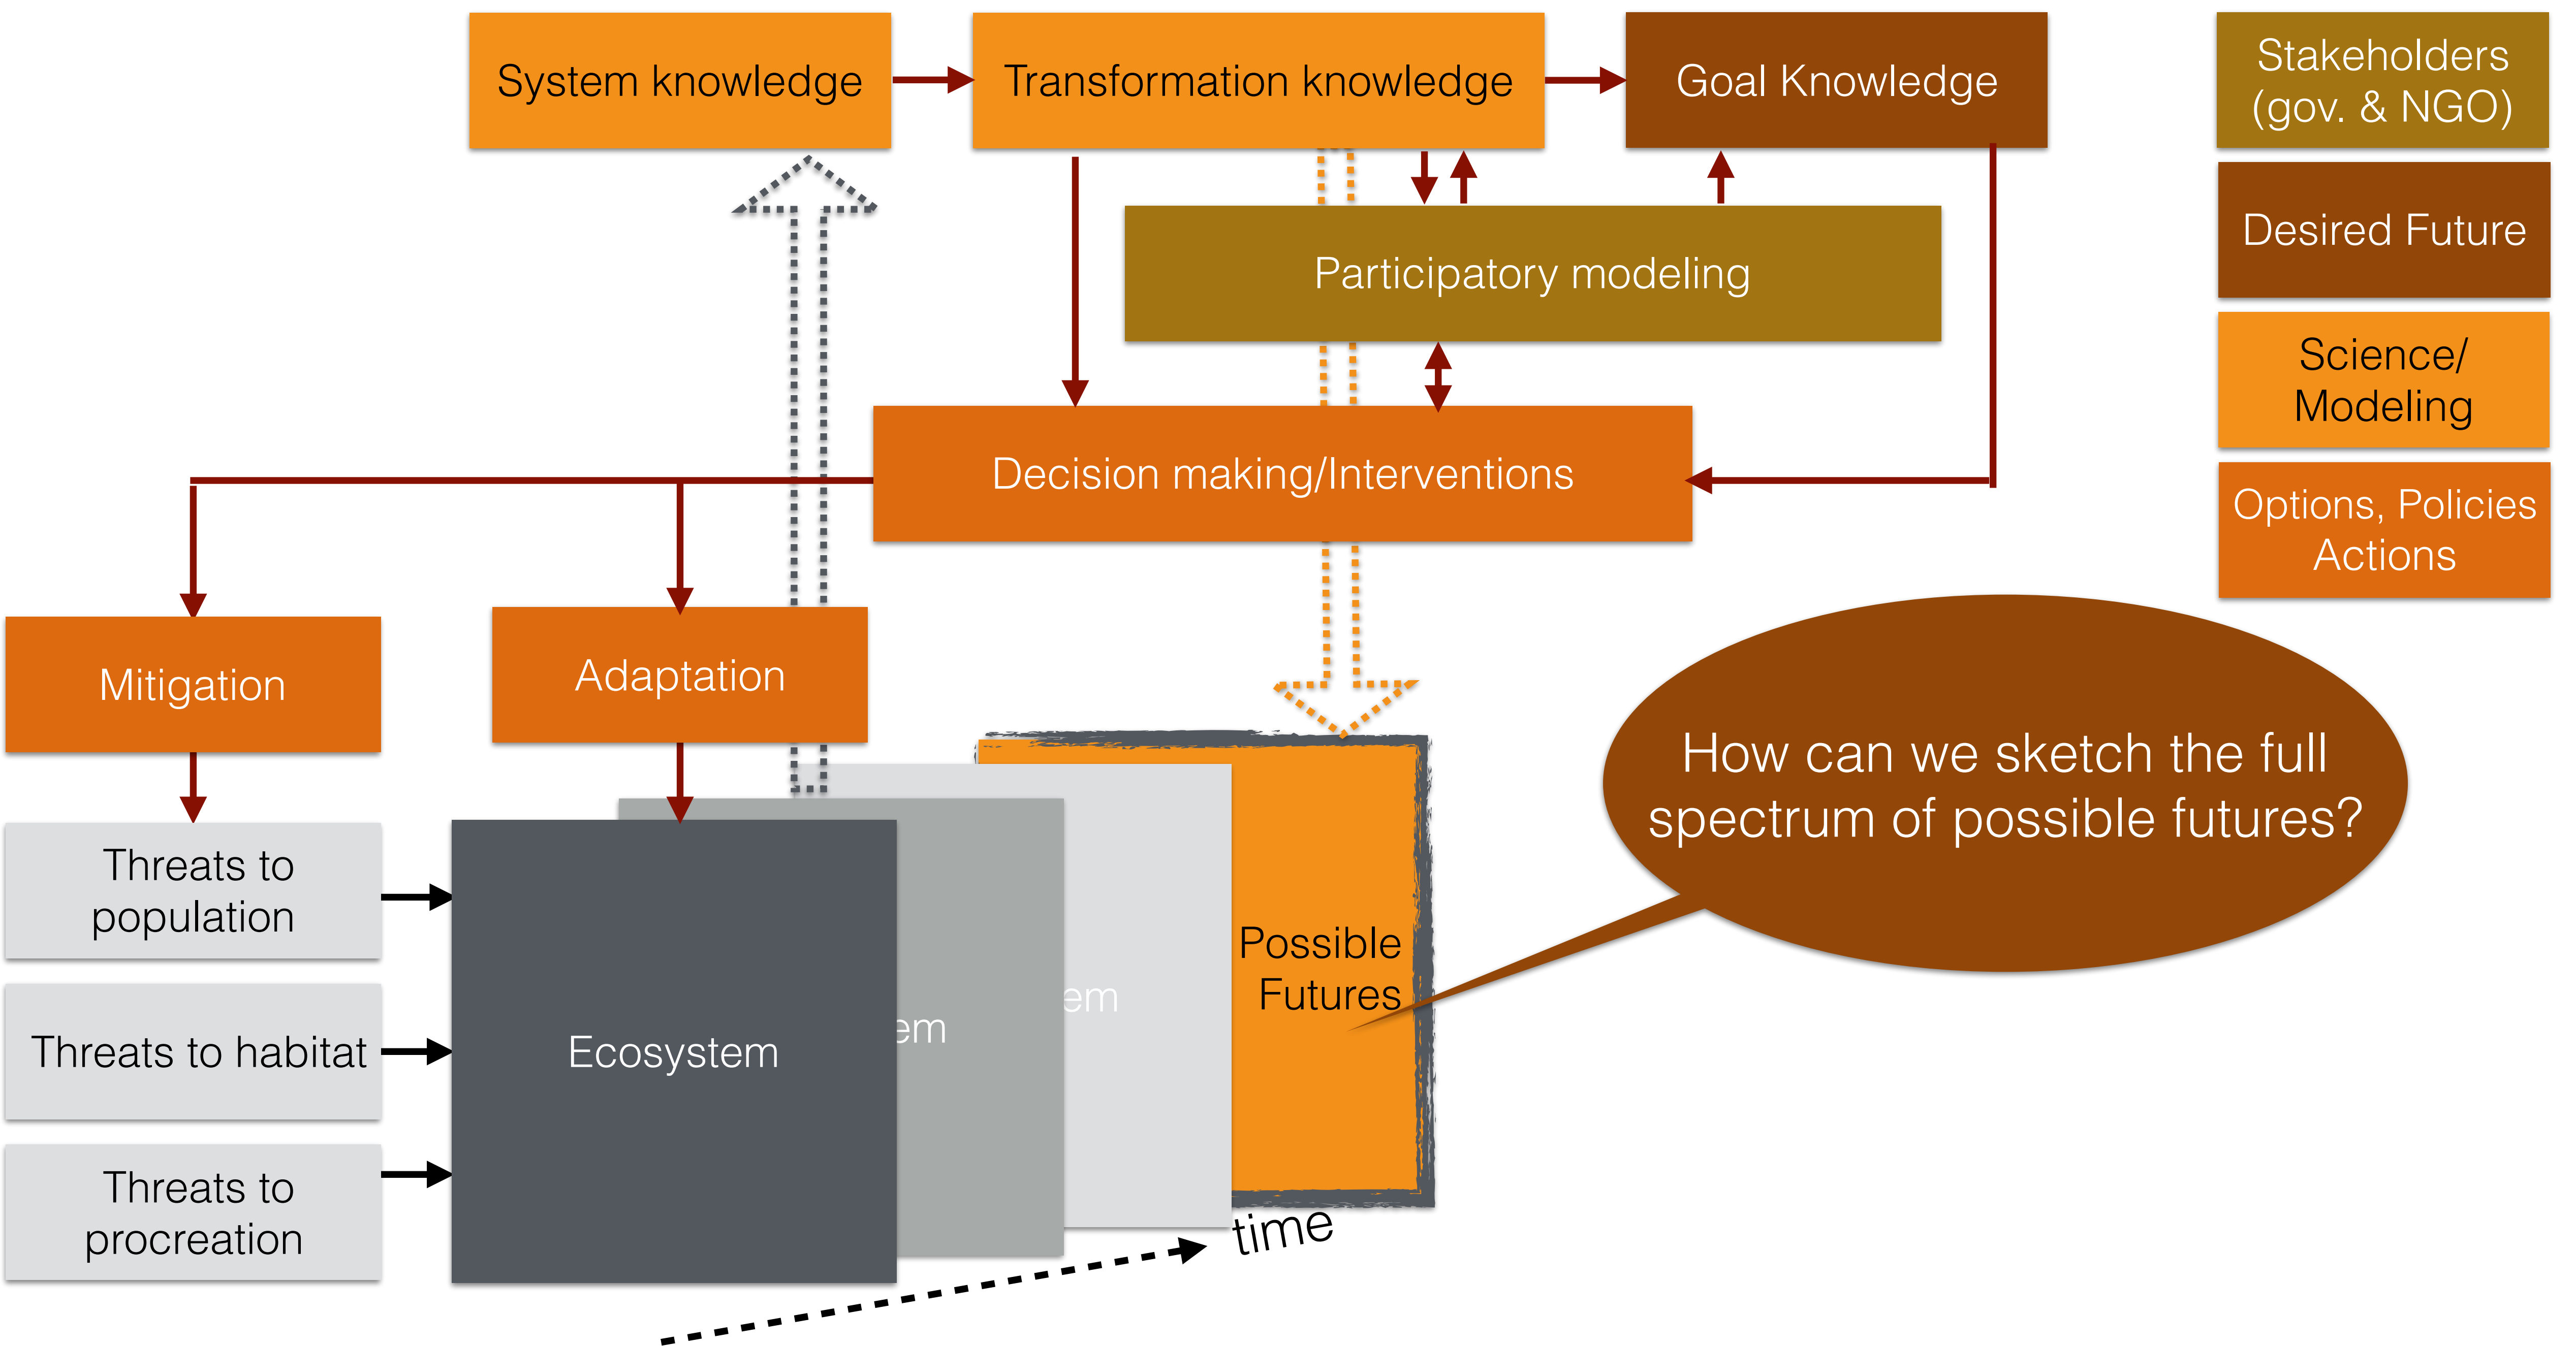 System knowledge
Transformation knowledge
Goal Knowledge
Stakeholders
(gov. & NGO)
Desired Future
Science/
Modeling
Options, Policies
Actions
Participatory modeling
Decision making/Interventions
Mitigation
Adaptation
How can we sketch the full
spectrum of possible futures?
Threats to
population
Threats to habitat
Threats to
procreation
Ecosystem
em
em
Possible
Futures
time